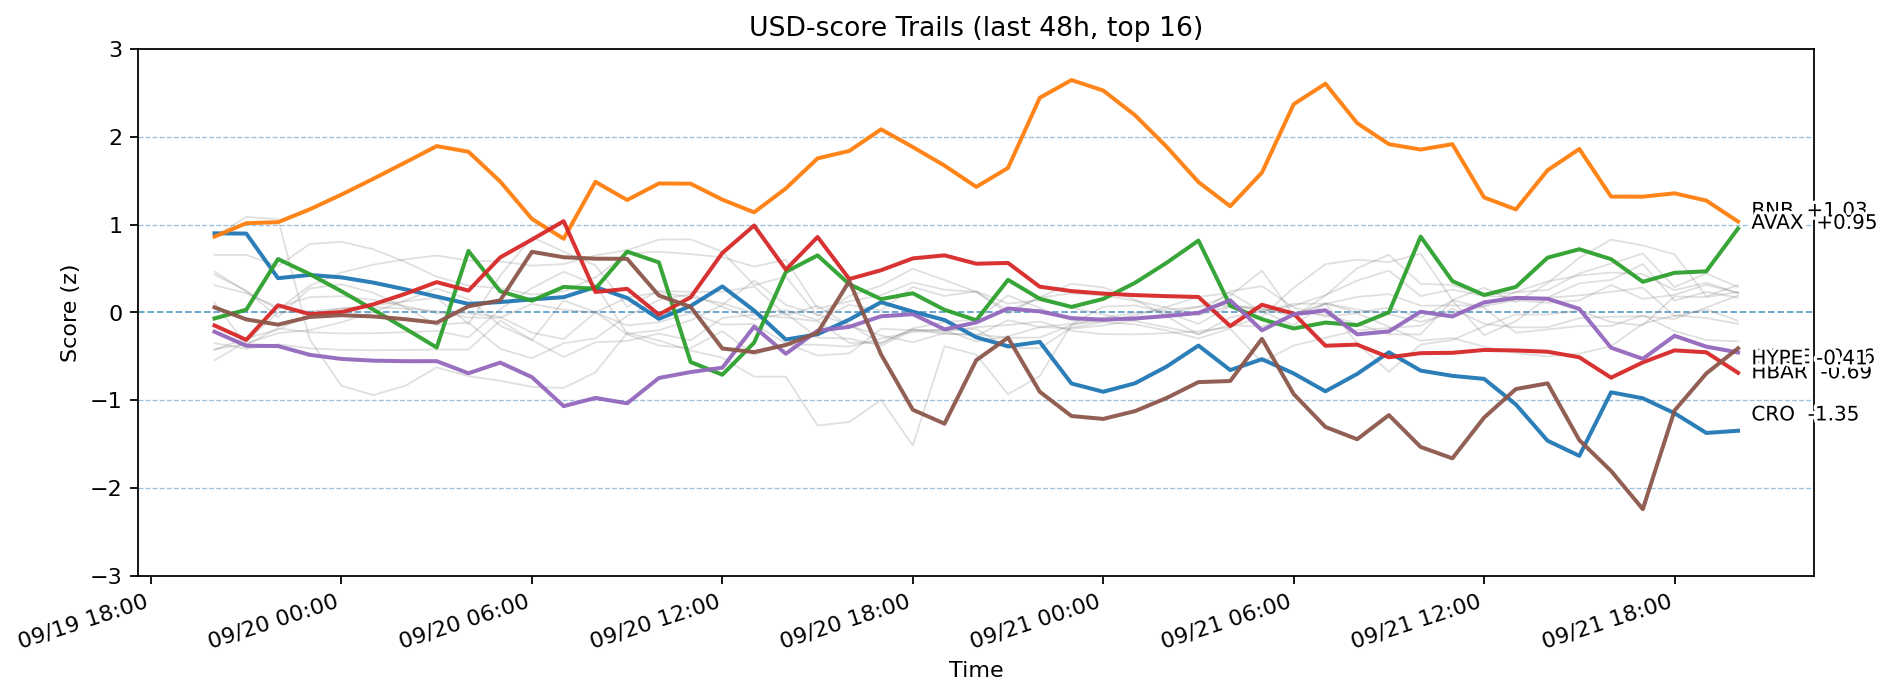 USD-score Trails (last 48h, top 16)
Score (z)
3
2
1
0
−1
−2
−3
BNB +1.03
AVAX +0.95
HYPE -0.41
HBAR -0.69
CRO -1.35
09/19 18:00
09/20 00:00
09/20 06:00
09/20 12:00
09/20 18:00
09/21 00:00
09/21 06:00
09/21 12:00
09/21 18:00
Time